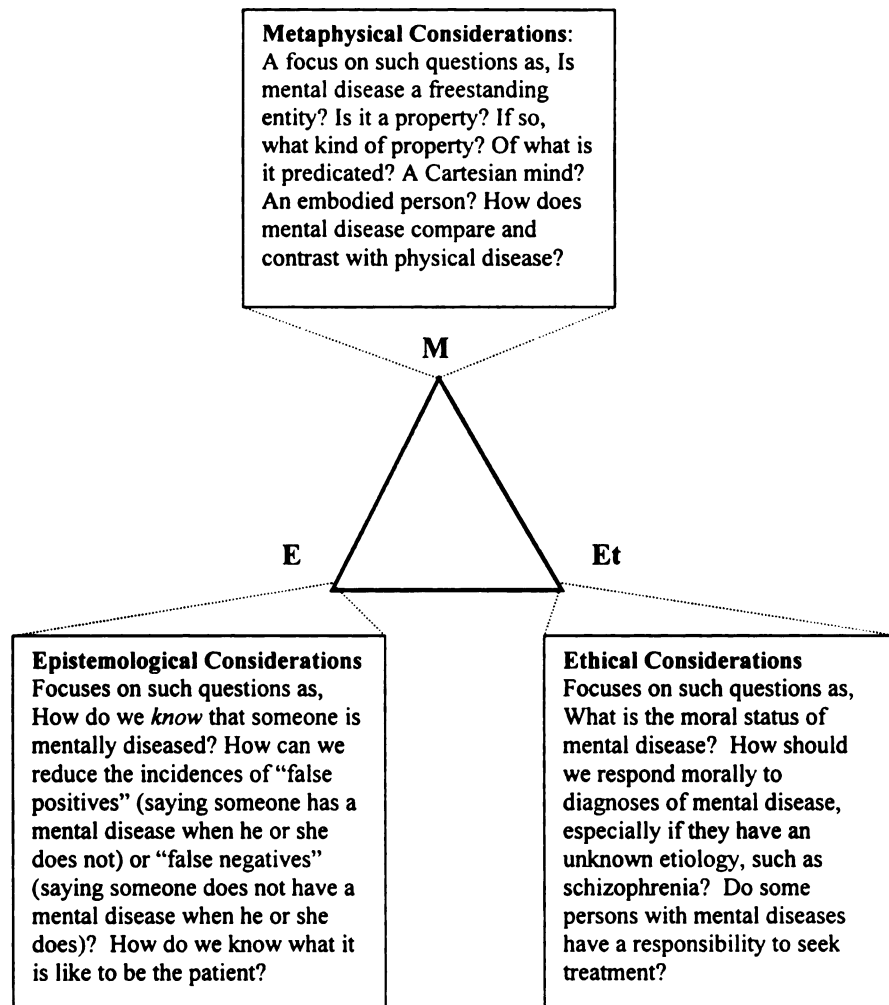 Metaphysical Considerations:
A focus on such questions as, Is
mental disease a freestanding
entity? Is it a property? If so,
what kind of property? Of what is
it predicated? A Cartesian mind?
An embodied person? How does
mental disease compare and
contrast with physical disease?
M
E
Et
Epistemological Considerations
Focuses on such questions as,
How do we know that someone is
mentally diseased? How can we
reduce the incidences of “false
positives” (saying someone has a
mental disease when he or she
does not) or “false negatives”
(saying someone does not have a
mental disease when he or she
does)? How do we know what it
is like to be the patient?
Ethical Considerations
Focuses on such questions as,
What is the moral status of
mental disease? How should
we respond morally to
diagnoses of mental disease,
especially if they have an
unknown etiology, such as
schizophrenia? Do some
persons with mental diseases
have a responsibility to seek
treatment?